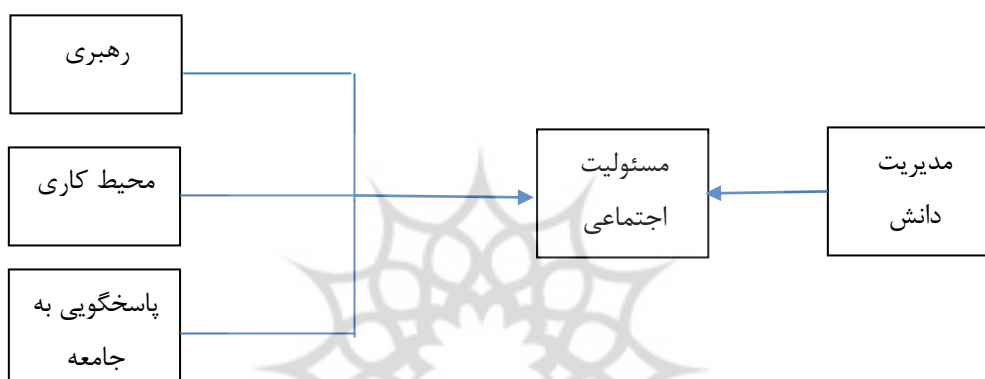 رهبری
محیط کاری
پاسخگویی به
جامعه
مسئولیت
اجتماعی
مدیریت
دانش